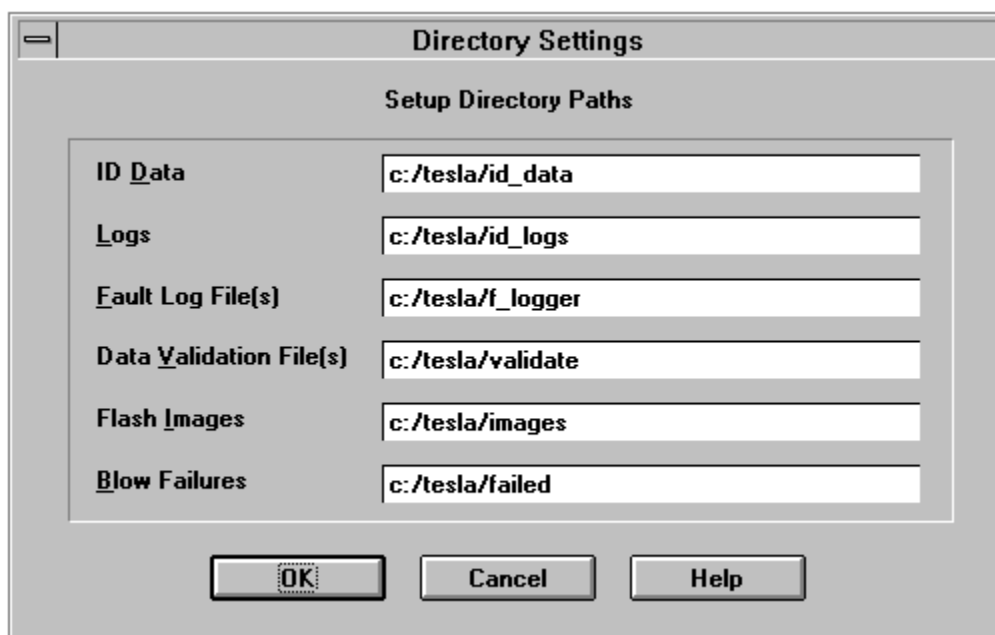 Directory Settings
Setup Directory Paths
ID Data c:/tesla/id_data
Logs c:/tesla/id_logs
Fault Log File(s) c:/tesla/f_logger
Data Validation File(s) c:/tesla/validate
Flash Images c:/tesla/images
Blow Failures c:/tesla/failed
OK Cancel Help